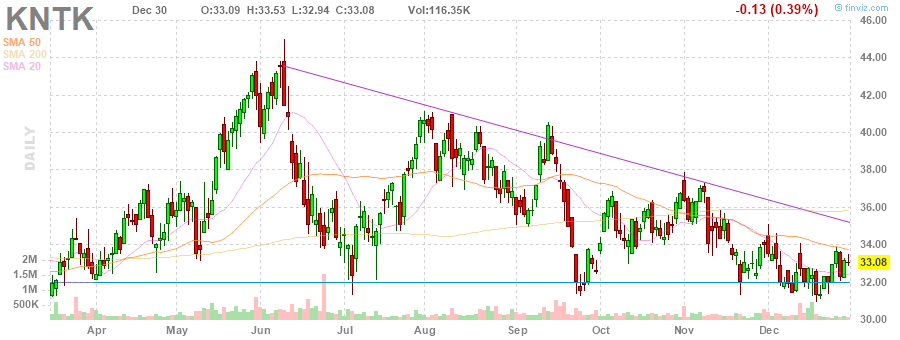 KNTK
Dec 30 O:33.09 H:33.53 L:32.94 C:33.08 Vol:116.35K -0.13 (0.39%)
© finviz.com
SMA 50
SMA 200
SMA 20
DAILY
46.00
44.00
42.00
40.00
38.00
36.00
34.00
33.08
32.00
30.00
2M
1.5M
1M
500K
Apr May Jun Jul Aug Sep Oct Nov Dec